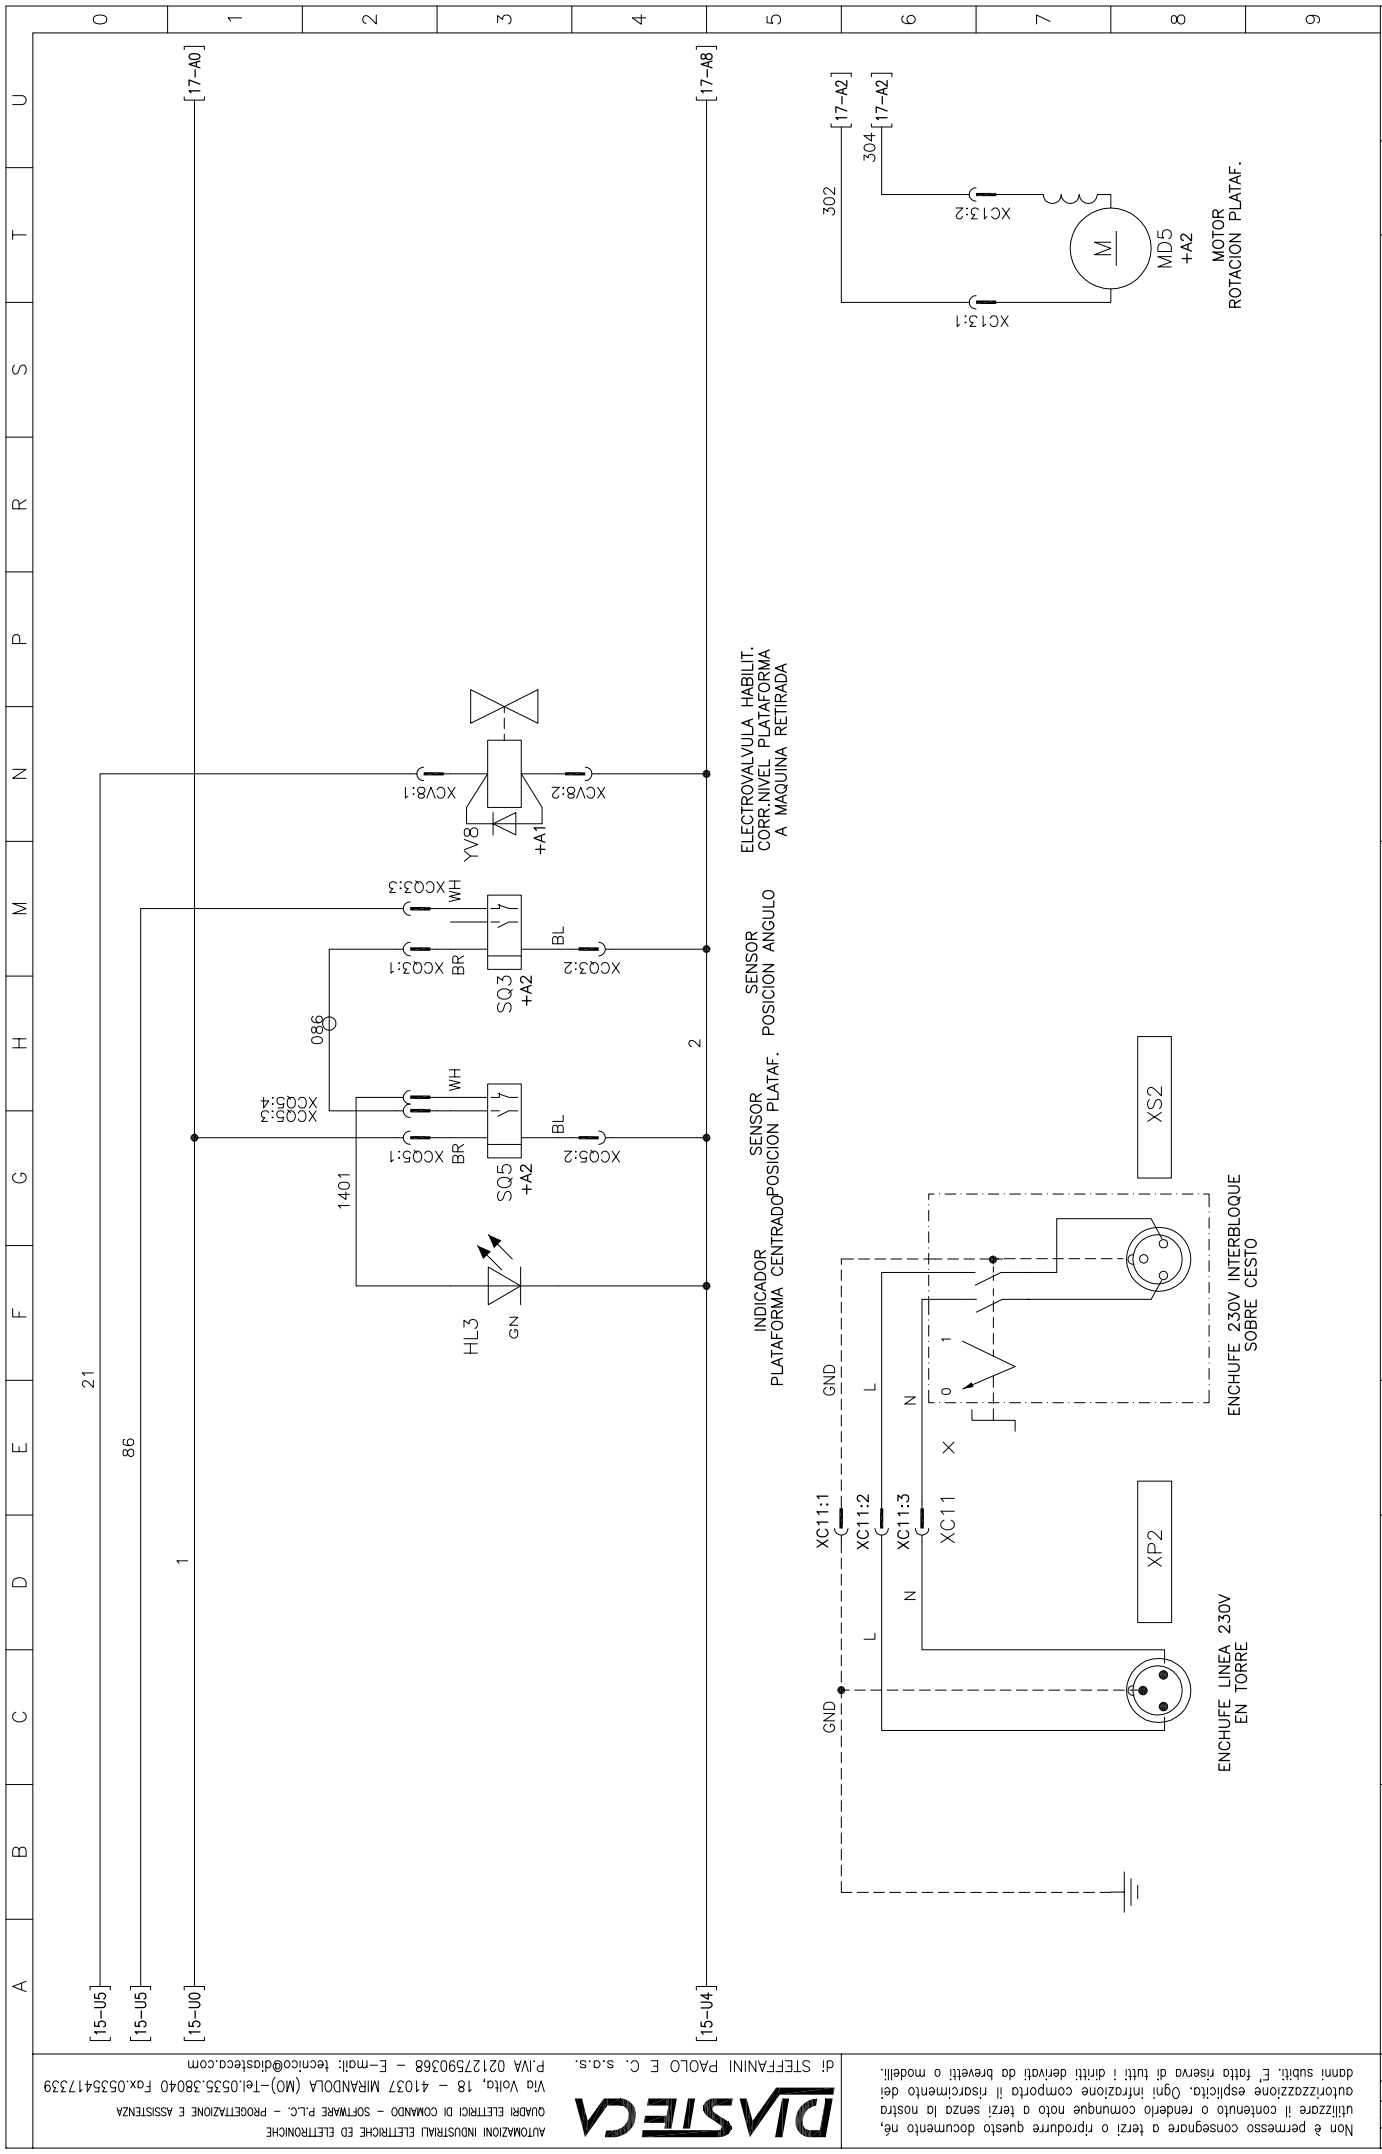 A B C D E F G H M N P R S T U
0
1
2
3
4
5
6
7
8
9
[15-U5]
21
[15-U5]
86
[15-U0]
1
[17-A0]
[15-U4]
2
[17-A8]
HL3
GN
1401
XCQ5:1
XCQ5:3
XCQ5:4
BR
WH
SQ5
+A2
BL
XCQ5:2
086
XCQ3:1
XCQ3:3
BR
WH
SQ3
+A2
BL
XCQ3:2
XCV8:1
YV8
+A1
XCV8:2
INDICADOR
PLATAFORMA CENTRADO
SENSOR
POSICION PLATAF.
SENSOR
POSICION ANGULO
ELECTROVALVULA HABILIT.
CORR.NIVEL PLATAFORMA
A MAQUINA RETIRADA
GND
L
N
XC11:1
XC11:2
XC11:3
XC11
GND
L
N
X
0
1
XP2
ENCHUFE LINEA 230V
EN TORRE
XS2
ENCHUFE 230V INTERBLOQUE
SOBRE CESTO
302
[17-A2]
304
[17-A2]
XC13:1
XC13:2
M
MD5
+A2
MOTOR
ROTACION PLATAF.
DIASTECA
di STEFFANINI PAOLO E C. s.a.s.
AUTOMAZIONI INDUSTRIALI ELETTRICHE ED ELETTRONICHE
QUADRI ELETTRICI DI COMANDO - SOFTWARE P.L.C. - PROGETTAZIONE E ASSISTENZA
Via Volta, 18 - 41037 MIRANDOLA (MO)-Tel.0535.38040 Fax.0535417339
P.IVA 02127590368 - E-mail: tecnico@diasteca.com
Non è permesso consegnare a terzi o riprodurre questo documento né,
utilizzare il contenuto o renderlo comunque noto a terzi senza la nostra
autorizzazzione esplicita. Ogni infrazione comporta il risarcimento dei
danni subiti. E' fatta riserva di tutti i diritti derivati da brevetti o modelli.